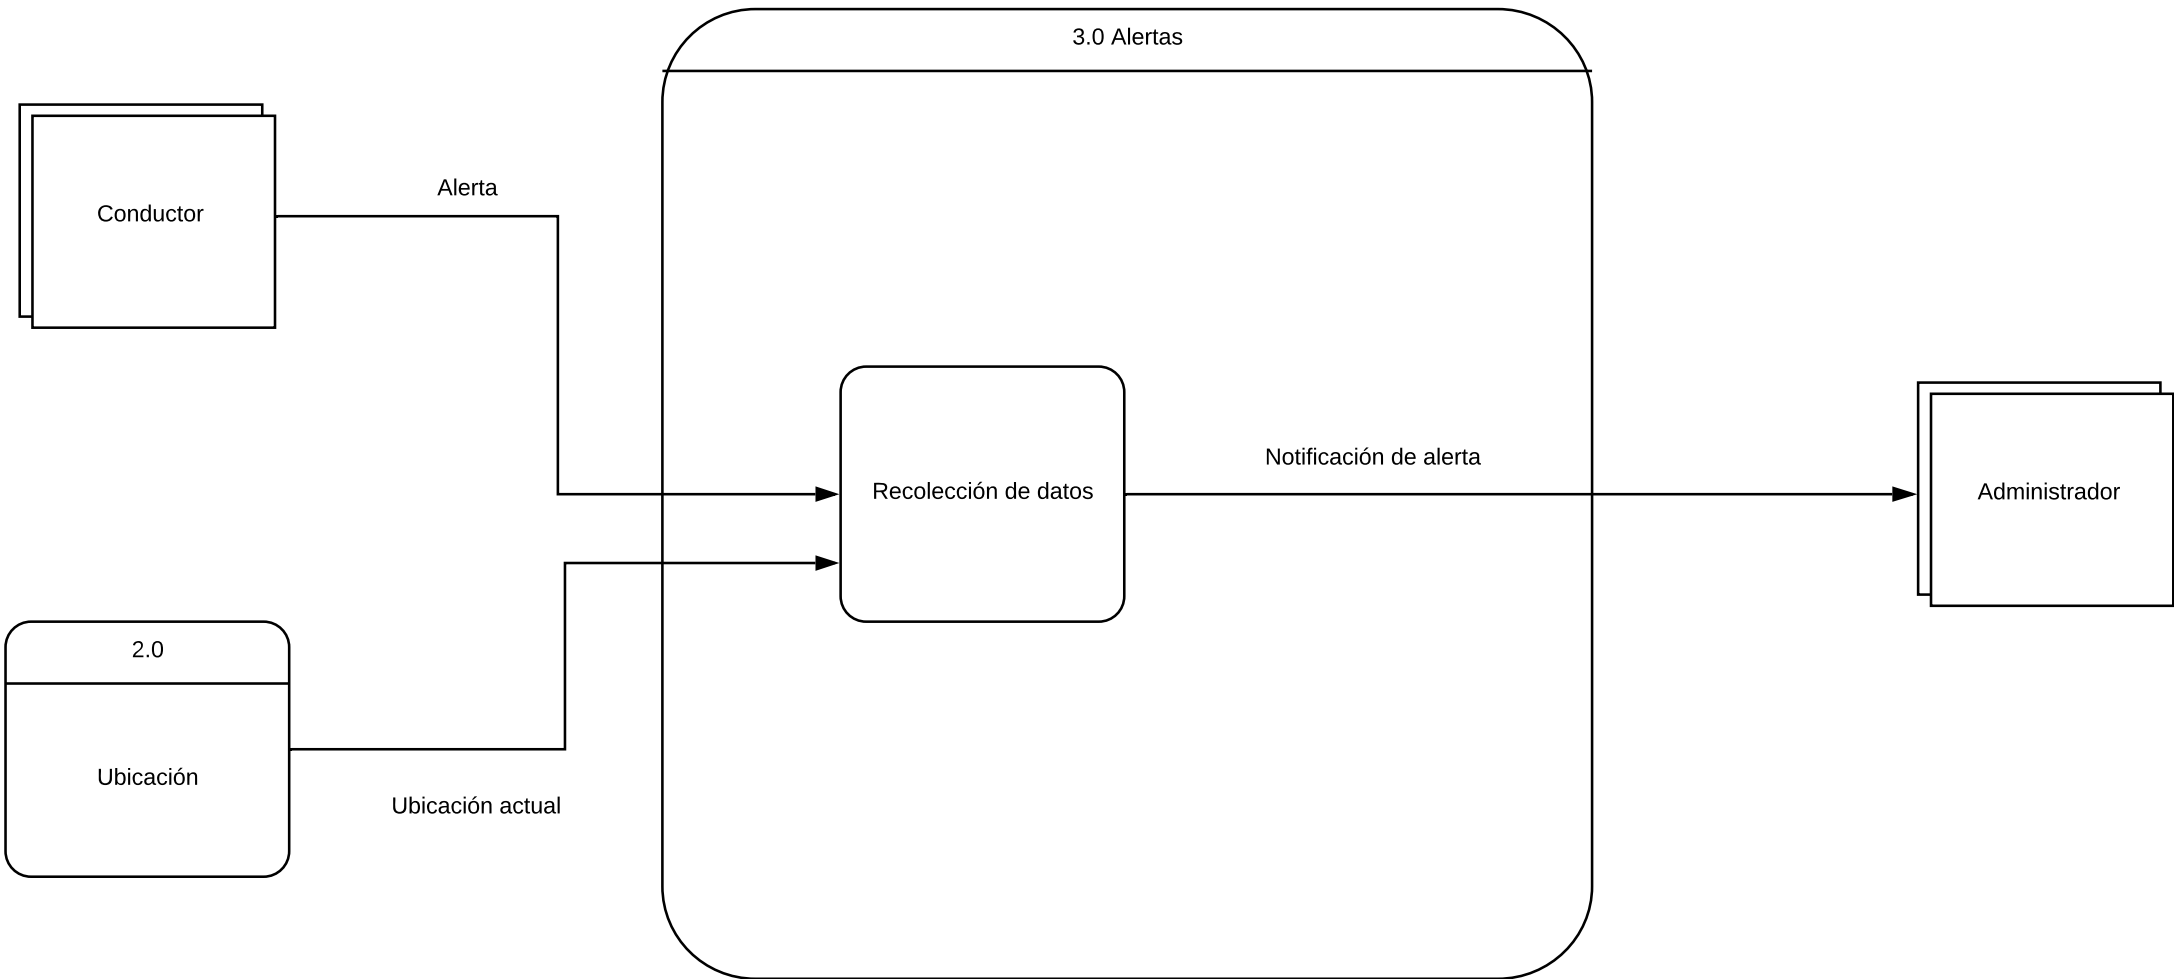 3.0 Alertas
Alerta
Conductor
Notificación de alerta
Recolección de datos
Administrador
2.0
Ubicación
Ubicación actual